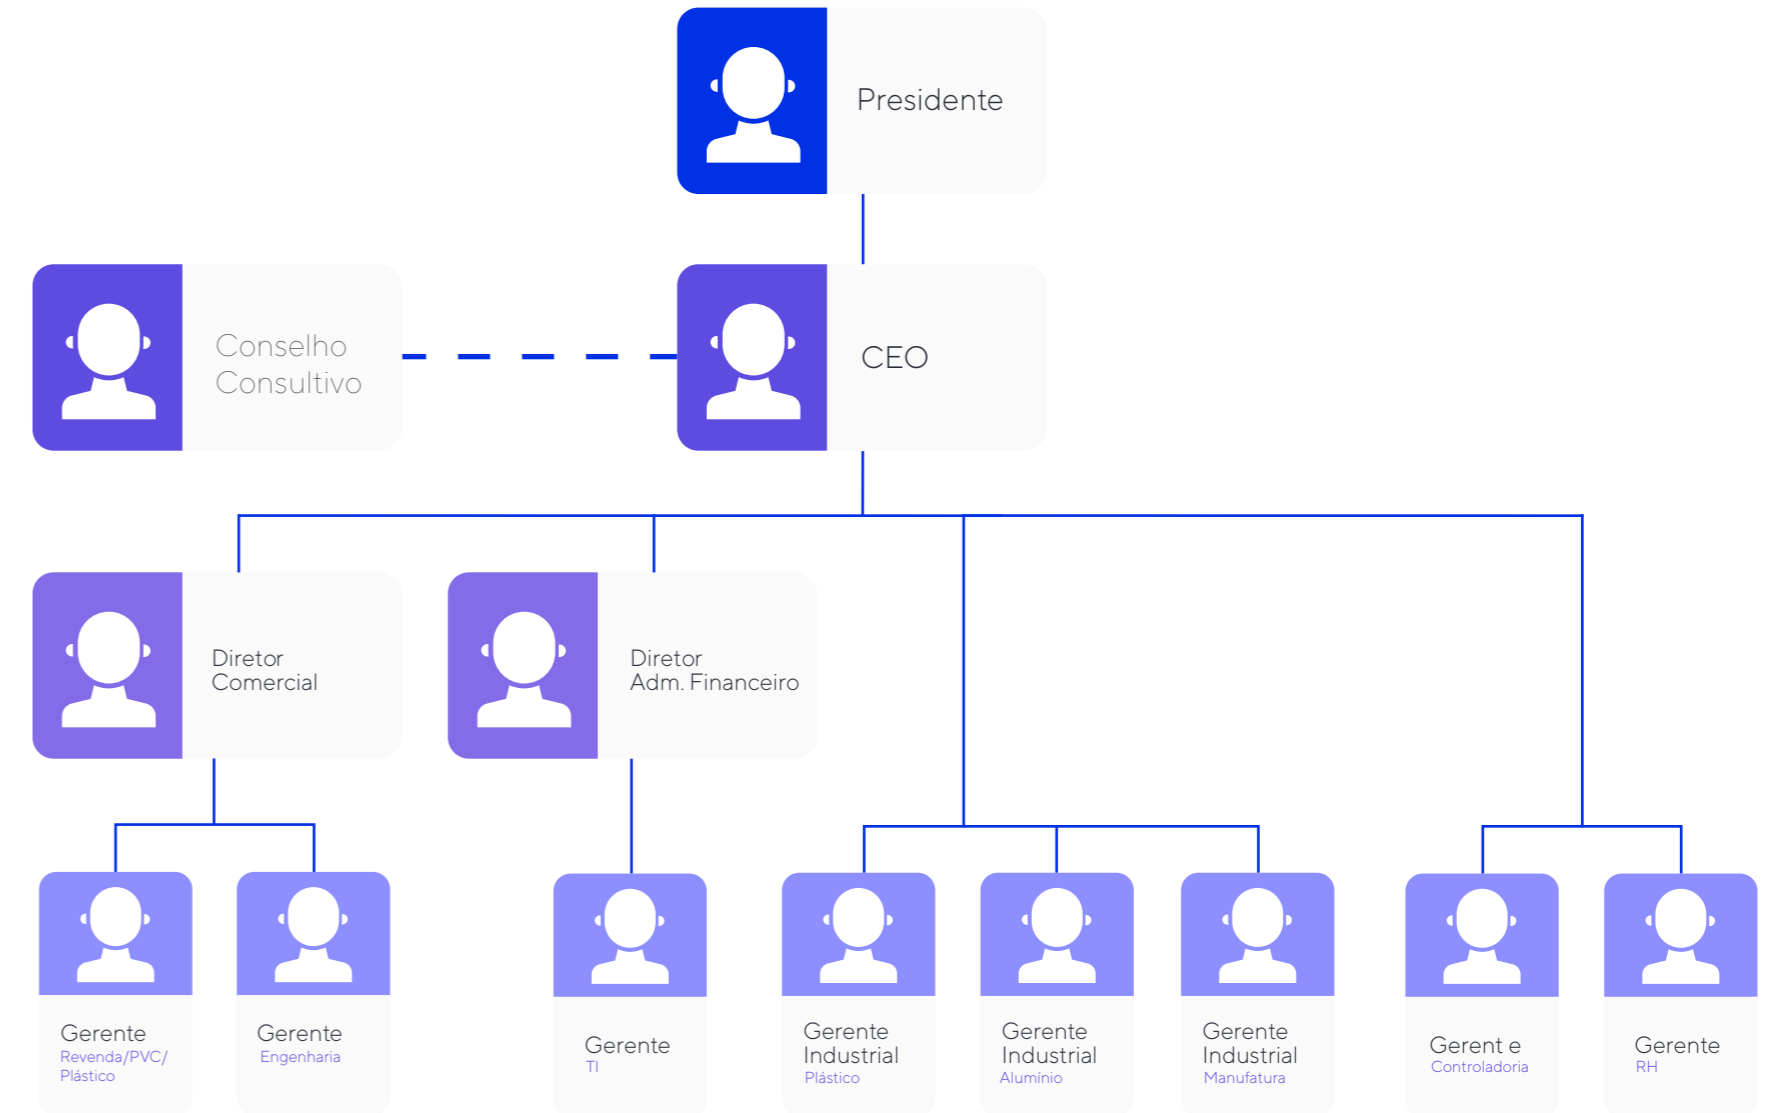 Presidente
Conselho
Consultivo
CEO
Diretor
Comercial
Diretor
Adm. Financeiro
Gerente
Revenda/PVC/
Plástico
Gerente
Engenharia
Gerente
TI
Gerente
Industrial
Plástico
Gerente
Industrial
Alumínio
Gerente
Industrial
Manufatura
Gerent e
Controladoria
Gerente
RH